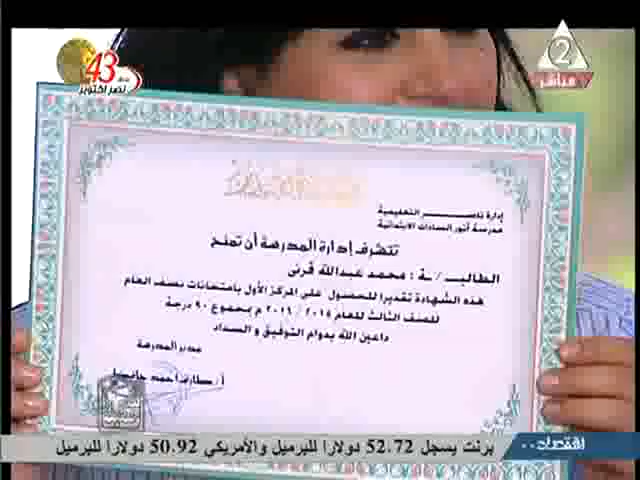 43
نصر اكتوبر
2
مباشر
إدارة ناصر التعليمية
مدرسة أنور السادات الابتدائية
تتشرف إدارة المدرسة أن تمنح
الطالب / ـة : محمد عبدالله قرنى
هذه الشهادة تقديرا للحصول على المركز الأول بامتحانات نصف العام
للصف الثالث للعام ٢٠١٥ / ٢٠١٦ م بمجموع ٩٠ درجة
داعين الله بدوام التوفيق و السداد
مدير المدرسة
أ / طارق أحمد
اقتصاد..
برنت يسجل 52.72 دولارا للبرميل والأمريكي 50.92 دولارا للبرميل